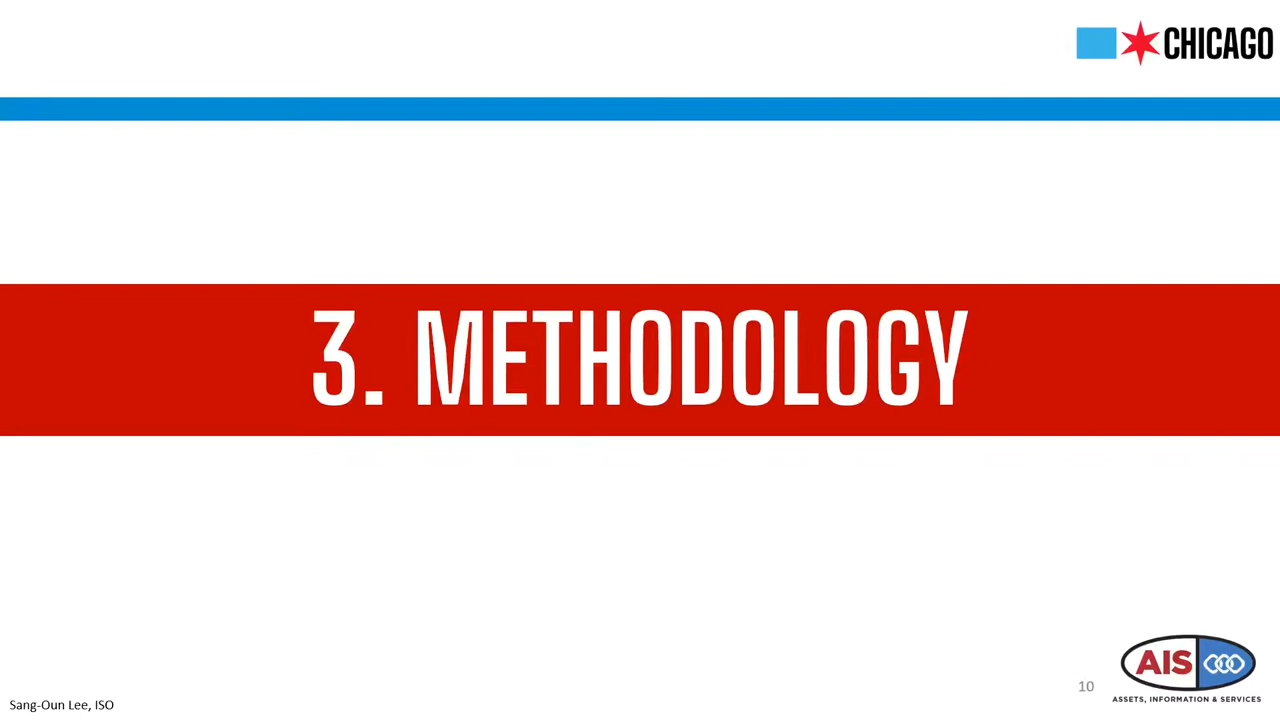 CHICAGO
3. METHODOLOGY
10
AIS
ASSETS, INFORMATION & SERVICES
Sang-Oun Lee, ISO